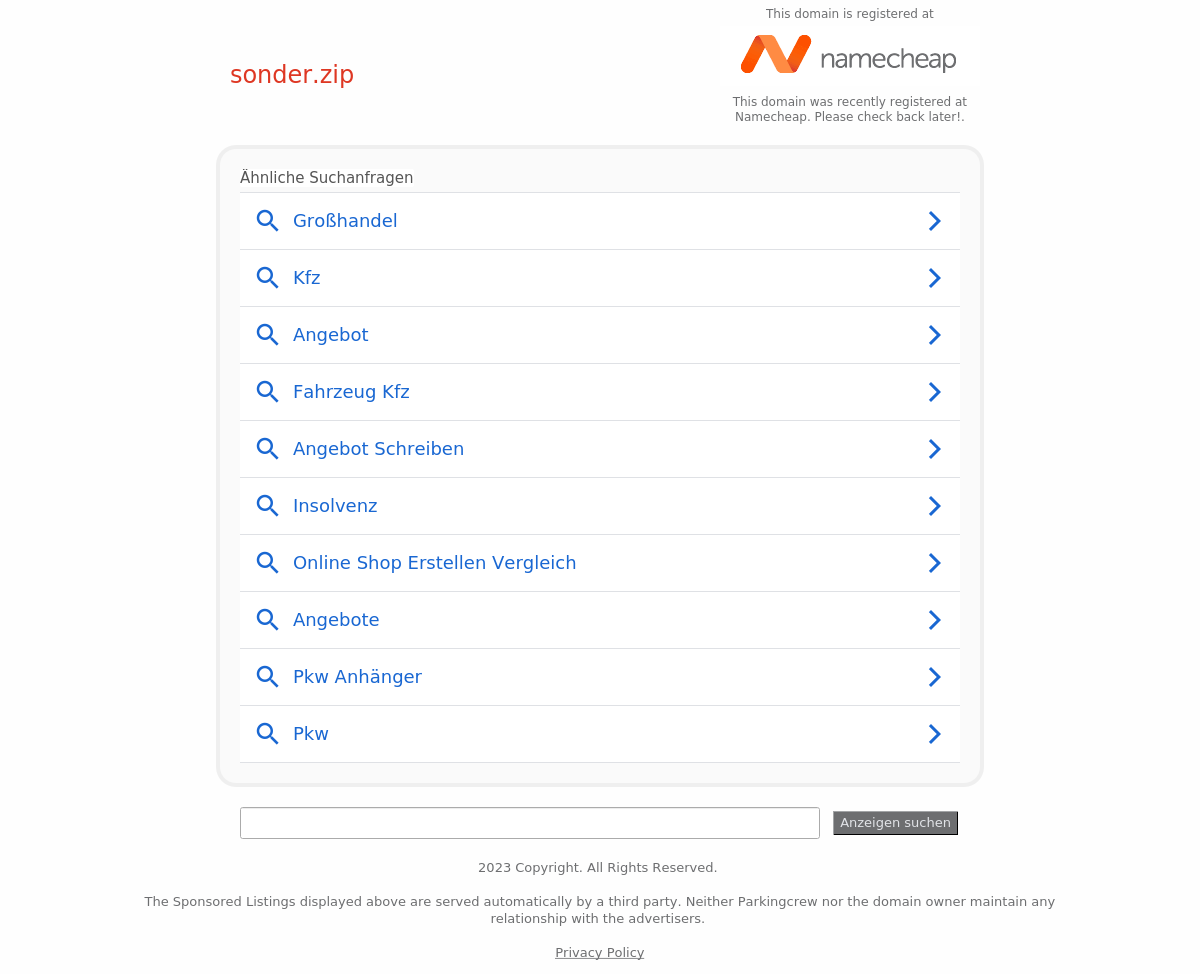 This domain is registered at
namecheap
sonder.zip
This domain was recently registered at
Namecheap. Please check back later!.
Ähnliche Suchanfragen
Großhandel
Kfz
Angebot
Fahrzeug Kfz
Angebot Schreiben
Insolvenz
Online Shop Erstellen Vergleich
Angebote
Pkw Anhänger
Pkw
Anzeigen suchen
2023 Copyright. All Rights Reserved.
The Sponsored Listings displayed above are served automatically by a third party. Neither Parkingcrew nor the domain owner maintain any
relationship with the advertisers.
Privacy Policy